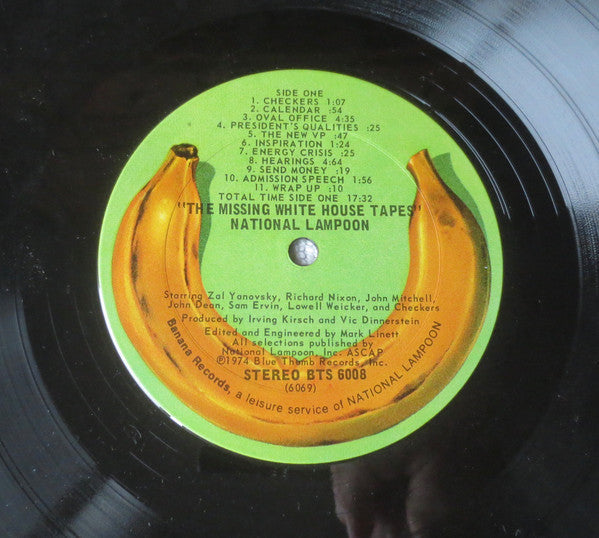 SIDE ONE
1. CHECKERS 1:07
2. CALENDAR :54
3. OVAL OFFICE 4:35
4. PRESIDENT'S QUALITIES :25
5. THE NEW VP :47
6. INSPIRATION 1:24
7. ENERGY CRISIS :25
8. HEARINGS 4:64
9. SEND MONEY :19
10. ADMISSION SPEECH 1:56
11. WRAP UP :10
TOTAL TIME SIDE ONE 17:32
"THE MISSING WHITE HOUSE TAPES"
NATIONAL LAMPOON
Starring Zal Yanovsky, Richard Nixon, John Mitchell,
John Dean, Sam Ervin, Lowell Weicker, and Checkers
Produced by Irving Kirsch and Vic Dinnerstein
Edited and Engineered by Mark Linett
All selections published by
National Lampoon, Inc. ASCAP
℗1974 Blue Thumb Records, Inc.
STEREO BTS 6008
(6069)
Banana Records, a leisure service of NATIONAL LAMPOON